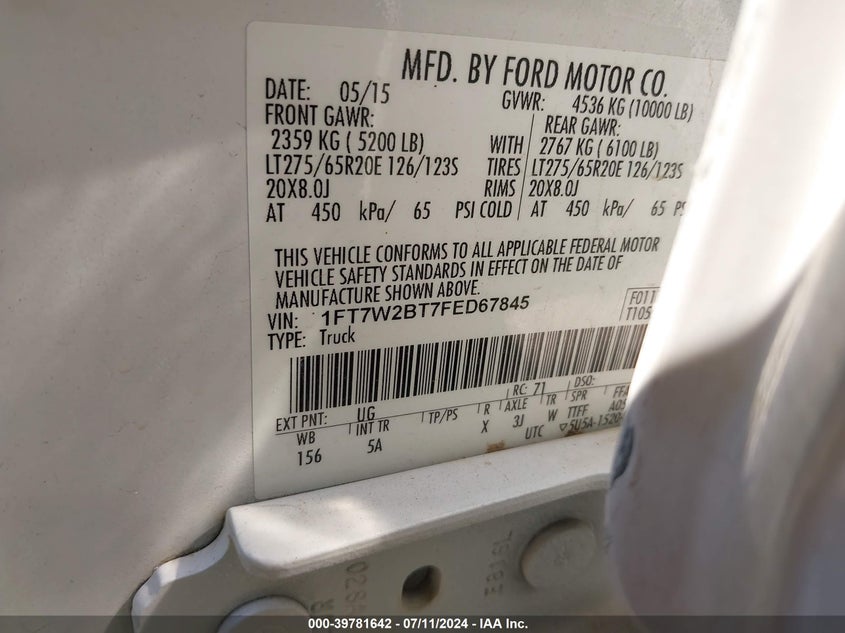 MFD. BY FORD MOTOR CO.
DATE: 05/15 GVWR: 4536 KG (10000 LB)
FRONT GAWR: REAR GAWR:
2359 KG ( 5200 LB) WITH 2767 KG ( 6100 LB)
LT275/65R20E 126/123S TIRES LT275/65R20E 126/123S
20X8.0J RIMS 20X8.0J
AT 450 kPa/ 65 PSI COLD AT 450 kPa/ 65
THIS VEHICLE CONFORMS TO ALL APPLICABLE FEDERAL MOTOR
VEHICLE SAFETY STANDARDS IN EFFECT ON THE DATE OF
MANUFACTURE SHOWN ABOVE.
VIN: 1FT7W2BT7FED67845
TYPE: Truck
RC: 71 DSO:
EXT PNT: UG
WB INT TR TP/PS R AXLE TR SPR
156 5A X 3J W TTFF
UTC
000-39781642 - 07/11/2024 - IAA Inc.